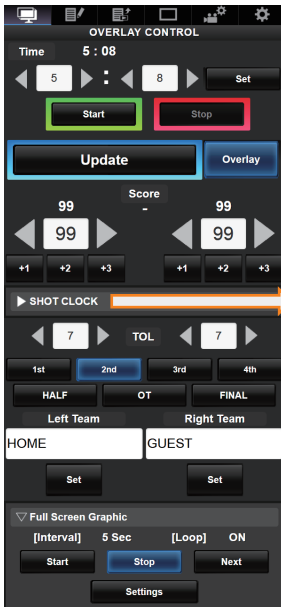 OVERLAY CONTROL
Time 5 : 08
5 : 8 Set
Start Stop
Update Overlay
Score
99 - 99
99 99
+1 +2 +3 +1 +2 +3
SHOT CLOCK
7 TOL 7
1st 2nd 3rd 4th
HALF OT FINAL
Left Team Right Team
HOME GUEST
Set Set
Full Screen Graphic
[Interval] 5 Sec [Loop] ON
Start Stop Next
Settings